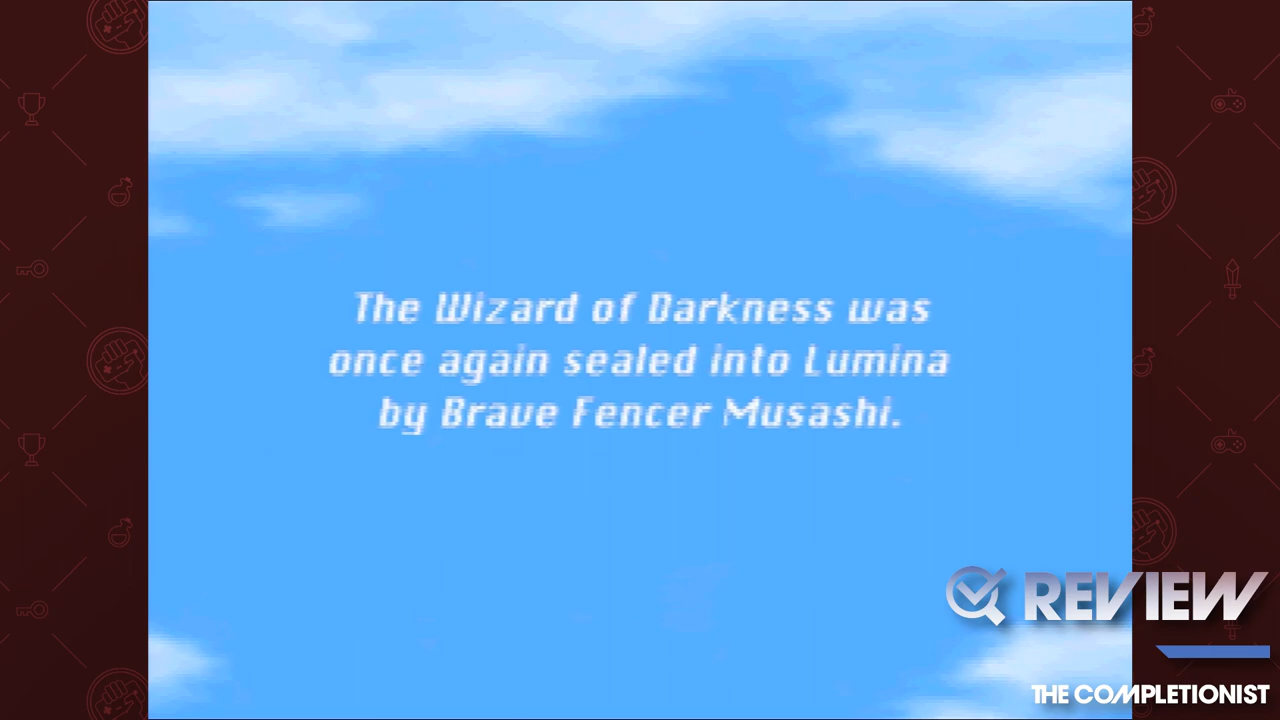 The Wizard of Darkness was
once again sealed into Lumina
by Brave Fencer Musashi.
REVIEW
THE COMPLETIONIST